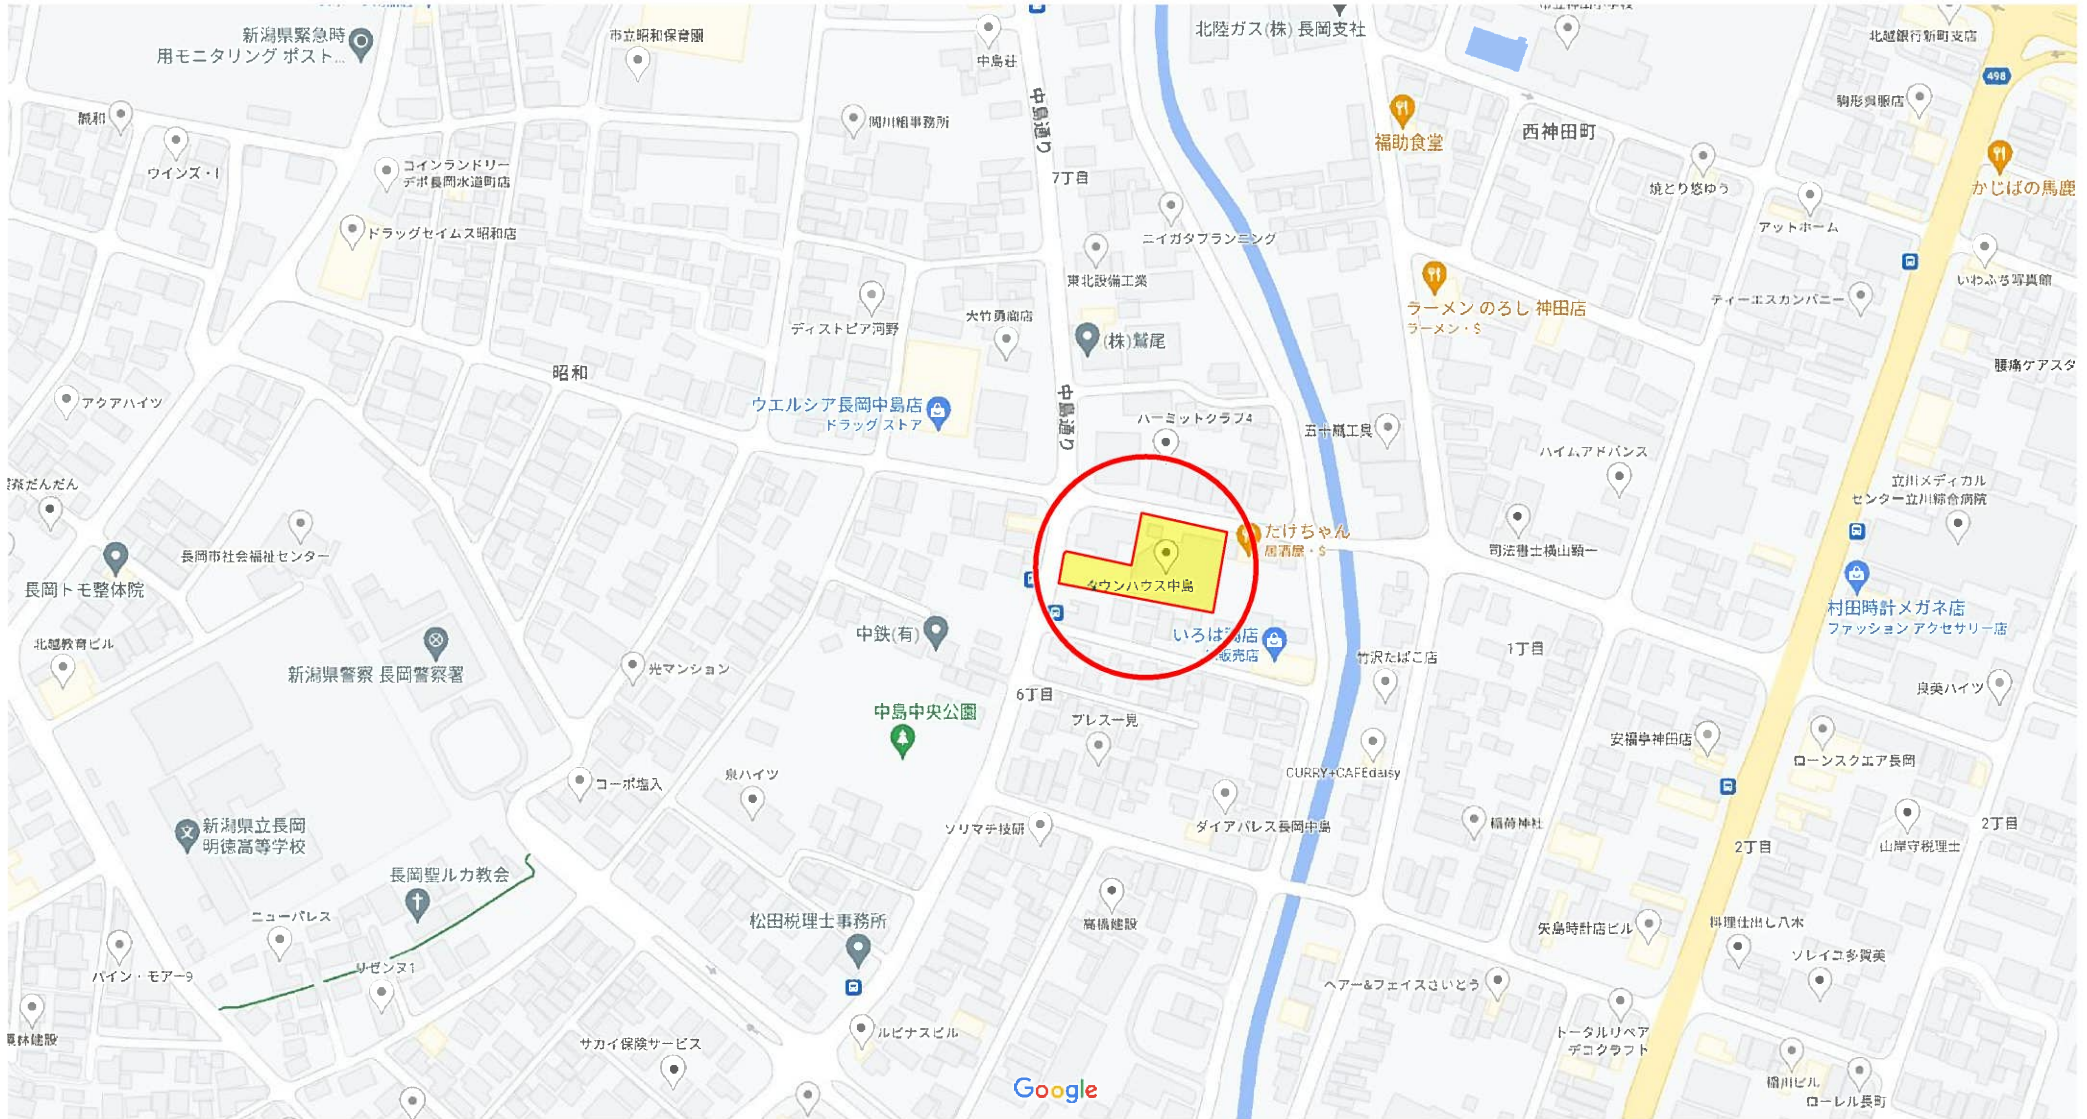 新潟県緊急時
用モニタリング ポスト...
市立昭和保育園
中島荘
北陸ガス(株) 長岡支社
北越銀行新町支店
498
誠和
ウインズ・I
コインランドリー
デポ長岡水道町店
関川組事務所
中島通り
7丁目
福助食堂
西神田町
駒形呉服店
かじばの馬鹿
焼とり悠ゆう
アットホーム
ドラッグセイムス昭和店
ニイガタプランニング
東北設備工業
いわふち写真館
ティーエスカンパニー
ラーメン のろし 神田店
ラーメン・$
ディストピア河野
大竹勇商店
(株)鷲尾
腰痛ケアスタ
昭和
アクアハイツ
ウエルシア長岡中島店
ドラッグ ストア
中島通り
ハーミットクラブ4
五十嵐工具
ハイムアドバンス
茶だんだん
立川メディカル
センター立川綜合病院
長岡市社会福祉センター
たけちゃん
居酒屋・$
司法書士横山顕一
長岡トモ整体院
タウンハウス中島
村田時計メガネ店
ファッション アクセサリー店
北越教育ビル
中鉄(有)
いろは酒店
販売店
新潟県警察 長岡警察署
光マンション
竹沢たばこ店
1丁目
良美ハイツ
6丁目
中島中央公園
プレスー見
安福亭神田店
ローンスクエア長岡
コーポ塩入
泉ハイツ
CURRY+CAFEdaisy
新潟県立長岡
明徳高等学校
ソリマチ技研
ダイアパレス長岡中島
稲荷神社
2丁目
2丁目
山岸守税理士
長岡聖ルカ教会
ニューパレス
松田税理士事務所
高橋建設
矢島時計店ビル
料理仕出し八木
パイン・モアー9
リゼンヌ1
ヘアー&フェイスさいとう
ソレイユ多賀美
サカイ保険サービス
ルピナスビル
トータルリペア
デコクラフト
稲川ビル
ローレル長町
Google